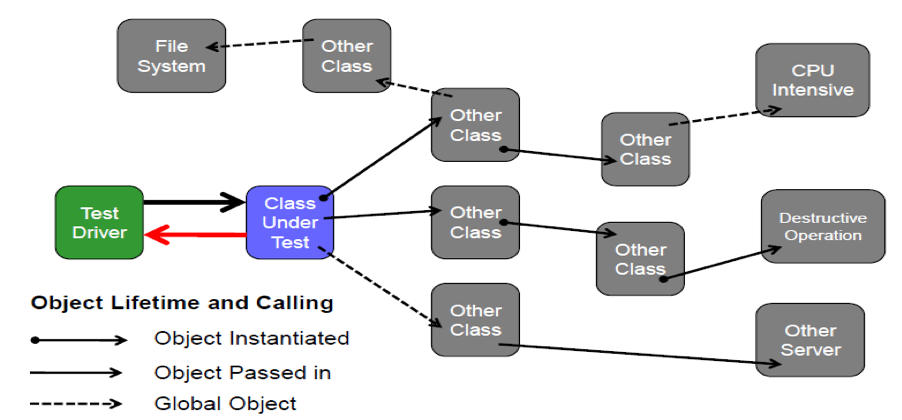 File
System
Other
Class
CPU
Intensive
Other
Class
Other
Class
Test
Driver
Class
Under
Test
Other
Class
Destructive
Operation
Other
Class
Other
Class
Other
Server
Object Lifetime and Calling
Object Instantiated
Object Passed in
Global Object